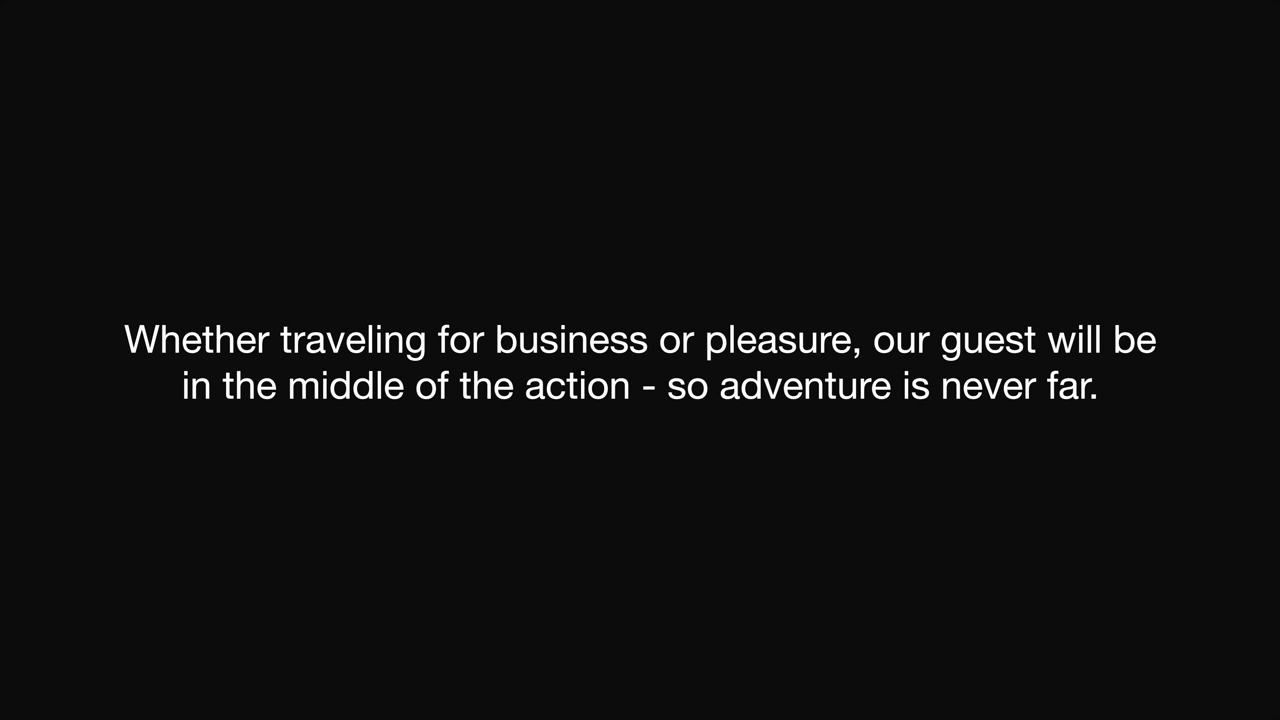 Whether traveling for business or pleasure, our guest will be
in the middle of the action - so adventure is never far.